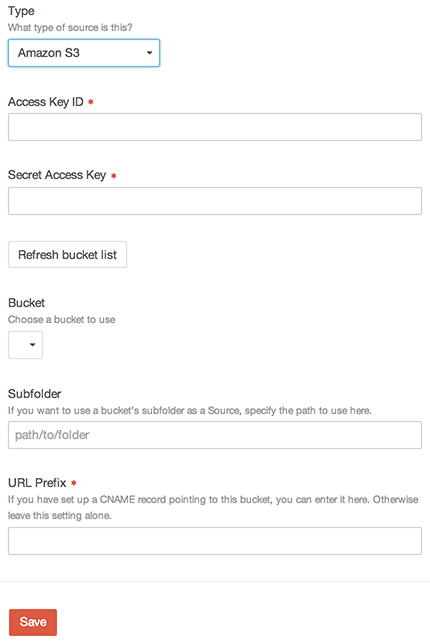 Type
What type of source is this?
Amazon S3
Access Key ID *
Secret Access Key *
Refresh bucket list
Bucket
Choose a bucket to use
Subfolder
If you want to use a bucket's subfolder as a Source, specify the path to use here.
path/to/folder
URL Prefix *
If you have set up a CNAME record pointing to this bucket, you can enter it here. Otherwise
leave this setting alone.
Save